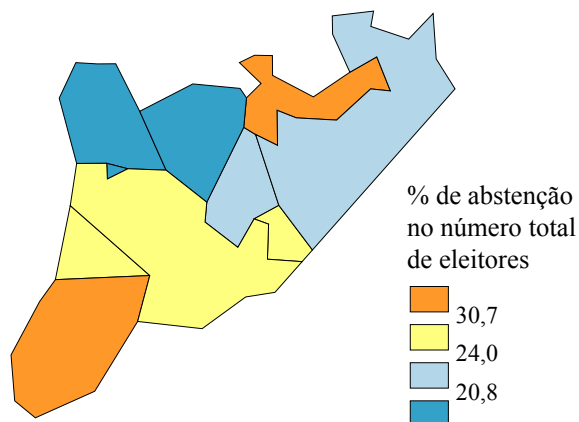 % de abstenção
no número total
de eleitores
30,7
24,0
20,8